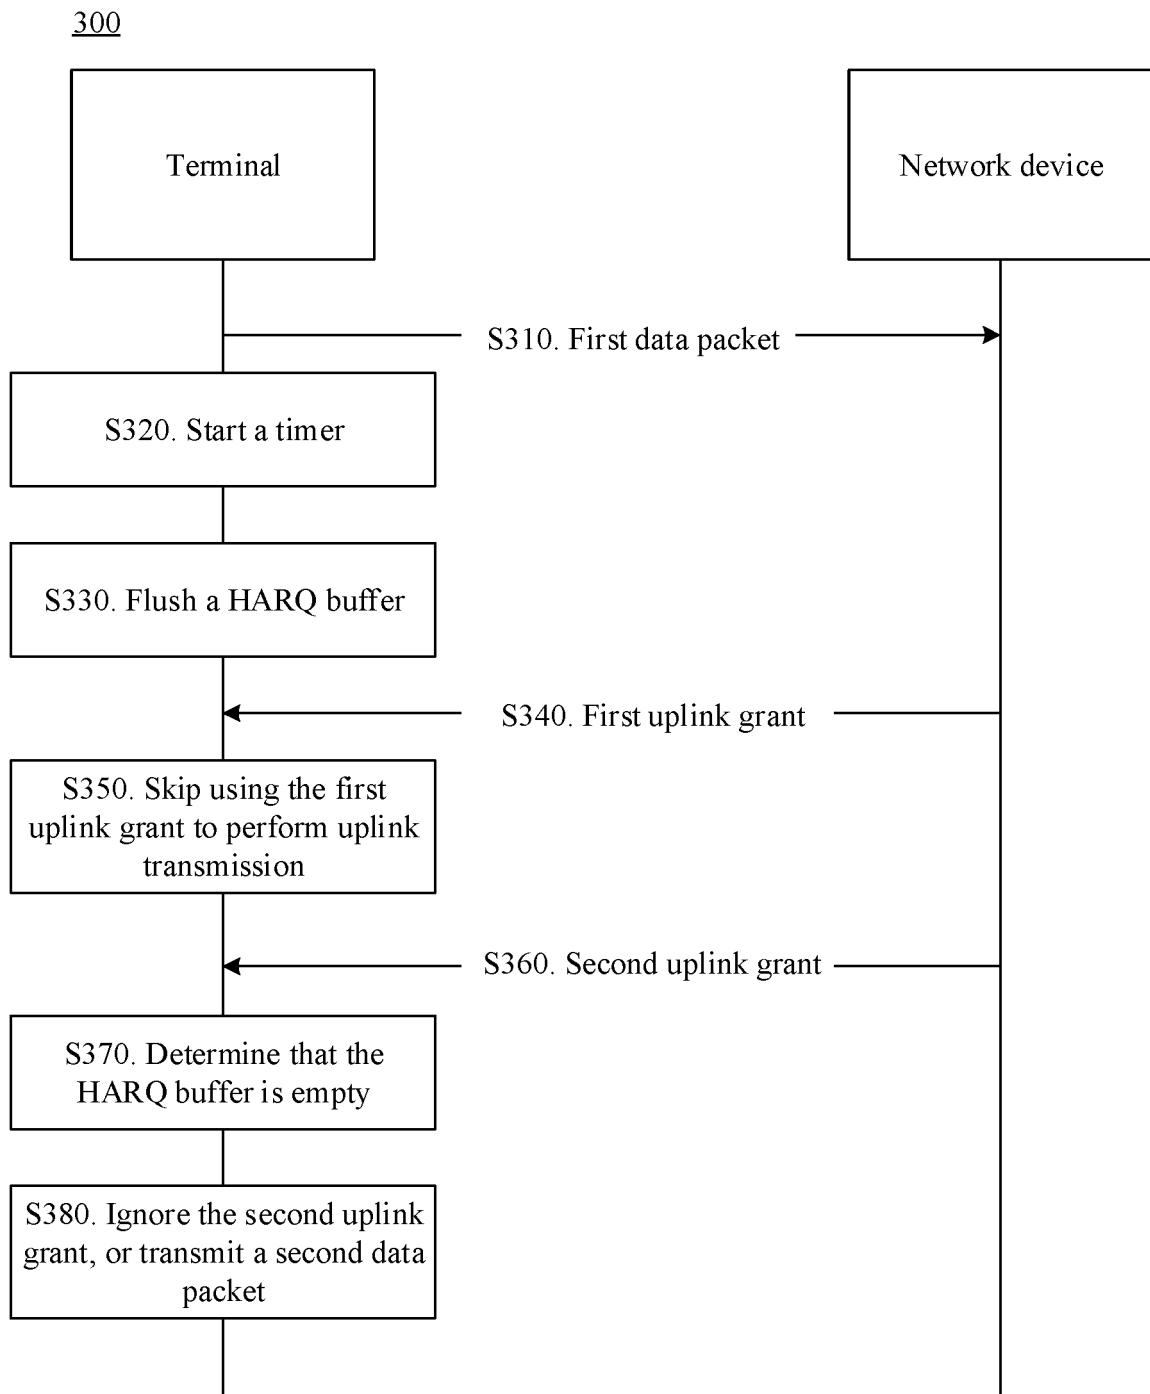 300
Terminal
Network device
S310. First data packet
S320. Start a timer
S330. Flush a HARQ buffer
S340. First uplink grant
S350. Skip using the first
uplink grant to perform uplink
transmission
S360. Second uplink grant
S370. Determine that the
HARQ buffer is empty
S380. Ignore the second uplink
grant, or transmit a second data
packet